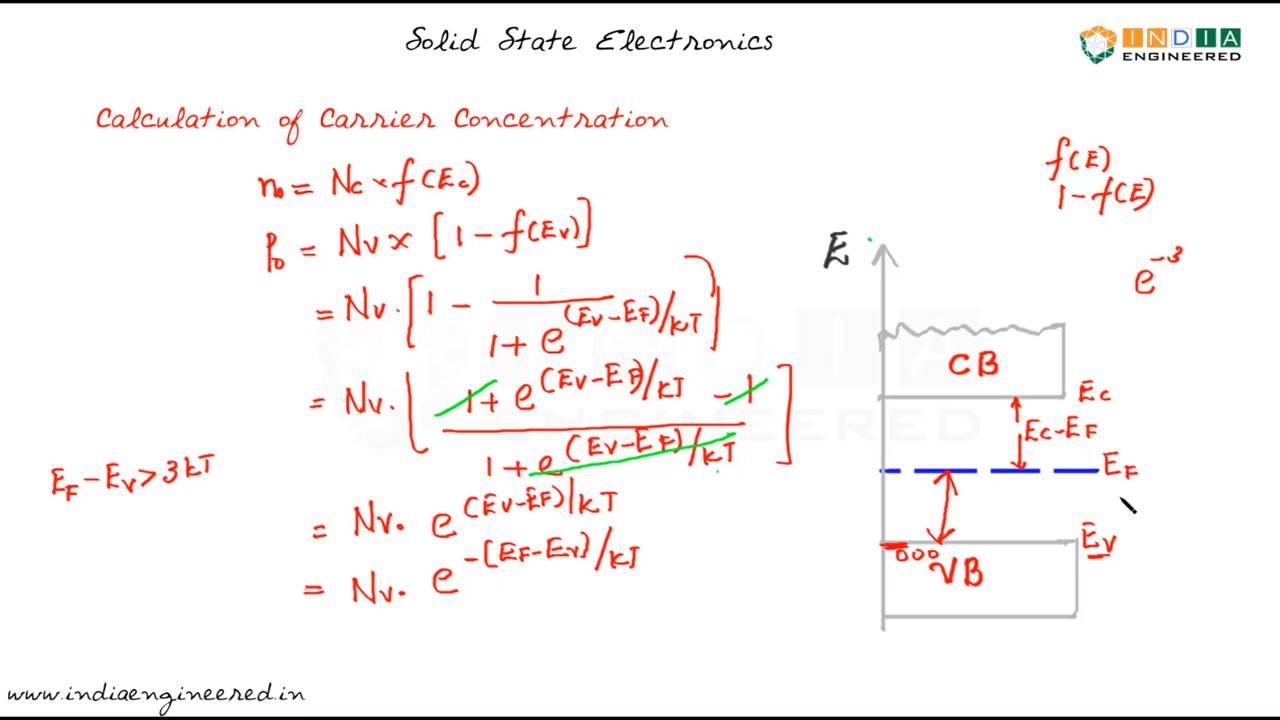 Solid State Electronics
INDIA
ENGINEERED
Calculation of Carrier Concentration
n₀ = Nc × f(Ec)
p₀ = Nv × [1 - f(Ev)]
= Nv · [1 - 1 / (1 + e^(Ev-EF)/kT)]
= Nv · [(1 + e^(Ev-EF)/kT - 1) / (1 + e^(Ev-EF)/kT)]
EF - Ev > 3kT
= Nv · e^(Ev-EF)/kT
= Nv · e^-(EF-Ev)/kT
f(E)
1 - f(E)
e^-3
E
CB
Ec
Ec-EF
EF
Ev
VB
www.indiaengineered.in
INDIA
ENGINEERED